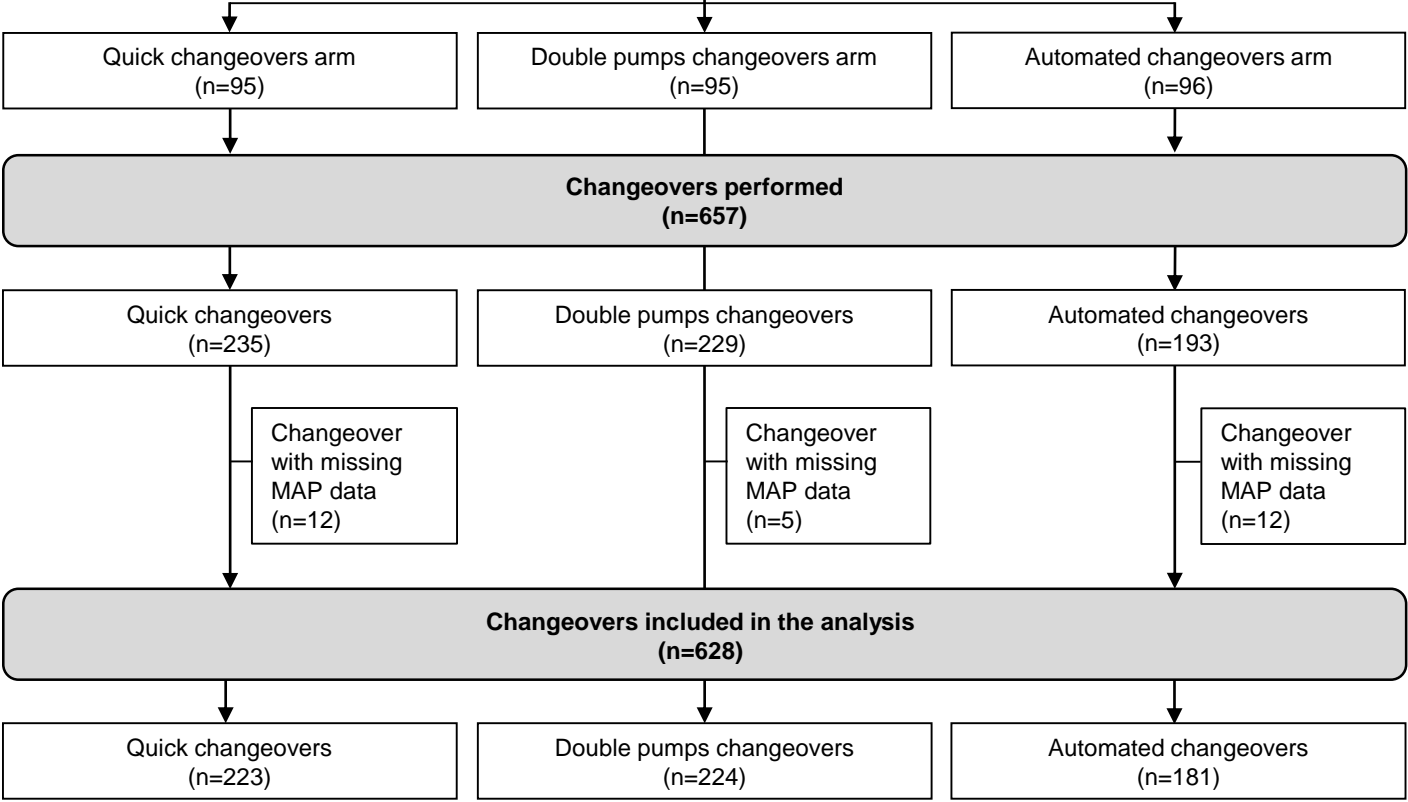 Quick changeovers arm
(n=95)
Double pumps changeovers arm
(n=95)
Automated changeovers arm
(n=96)
Changeovers performed
(n=657)
Quick changeovers
(n=235)
Double pumps changeovers
(n=229)
Automated changeovers
(n=193)
Changeover
with missing
MAP data
(n=12)
Changeover
with missing
MAP data
(n=5)
Changeover
with missing
MAP data
(n=12)
Changeovers included in the analysis
(n=628)
Quick changeovers
(n=223)
Double pumps changeovers
(n=224)
Automated changeovers
(n=181)